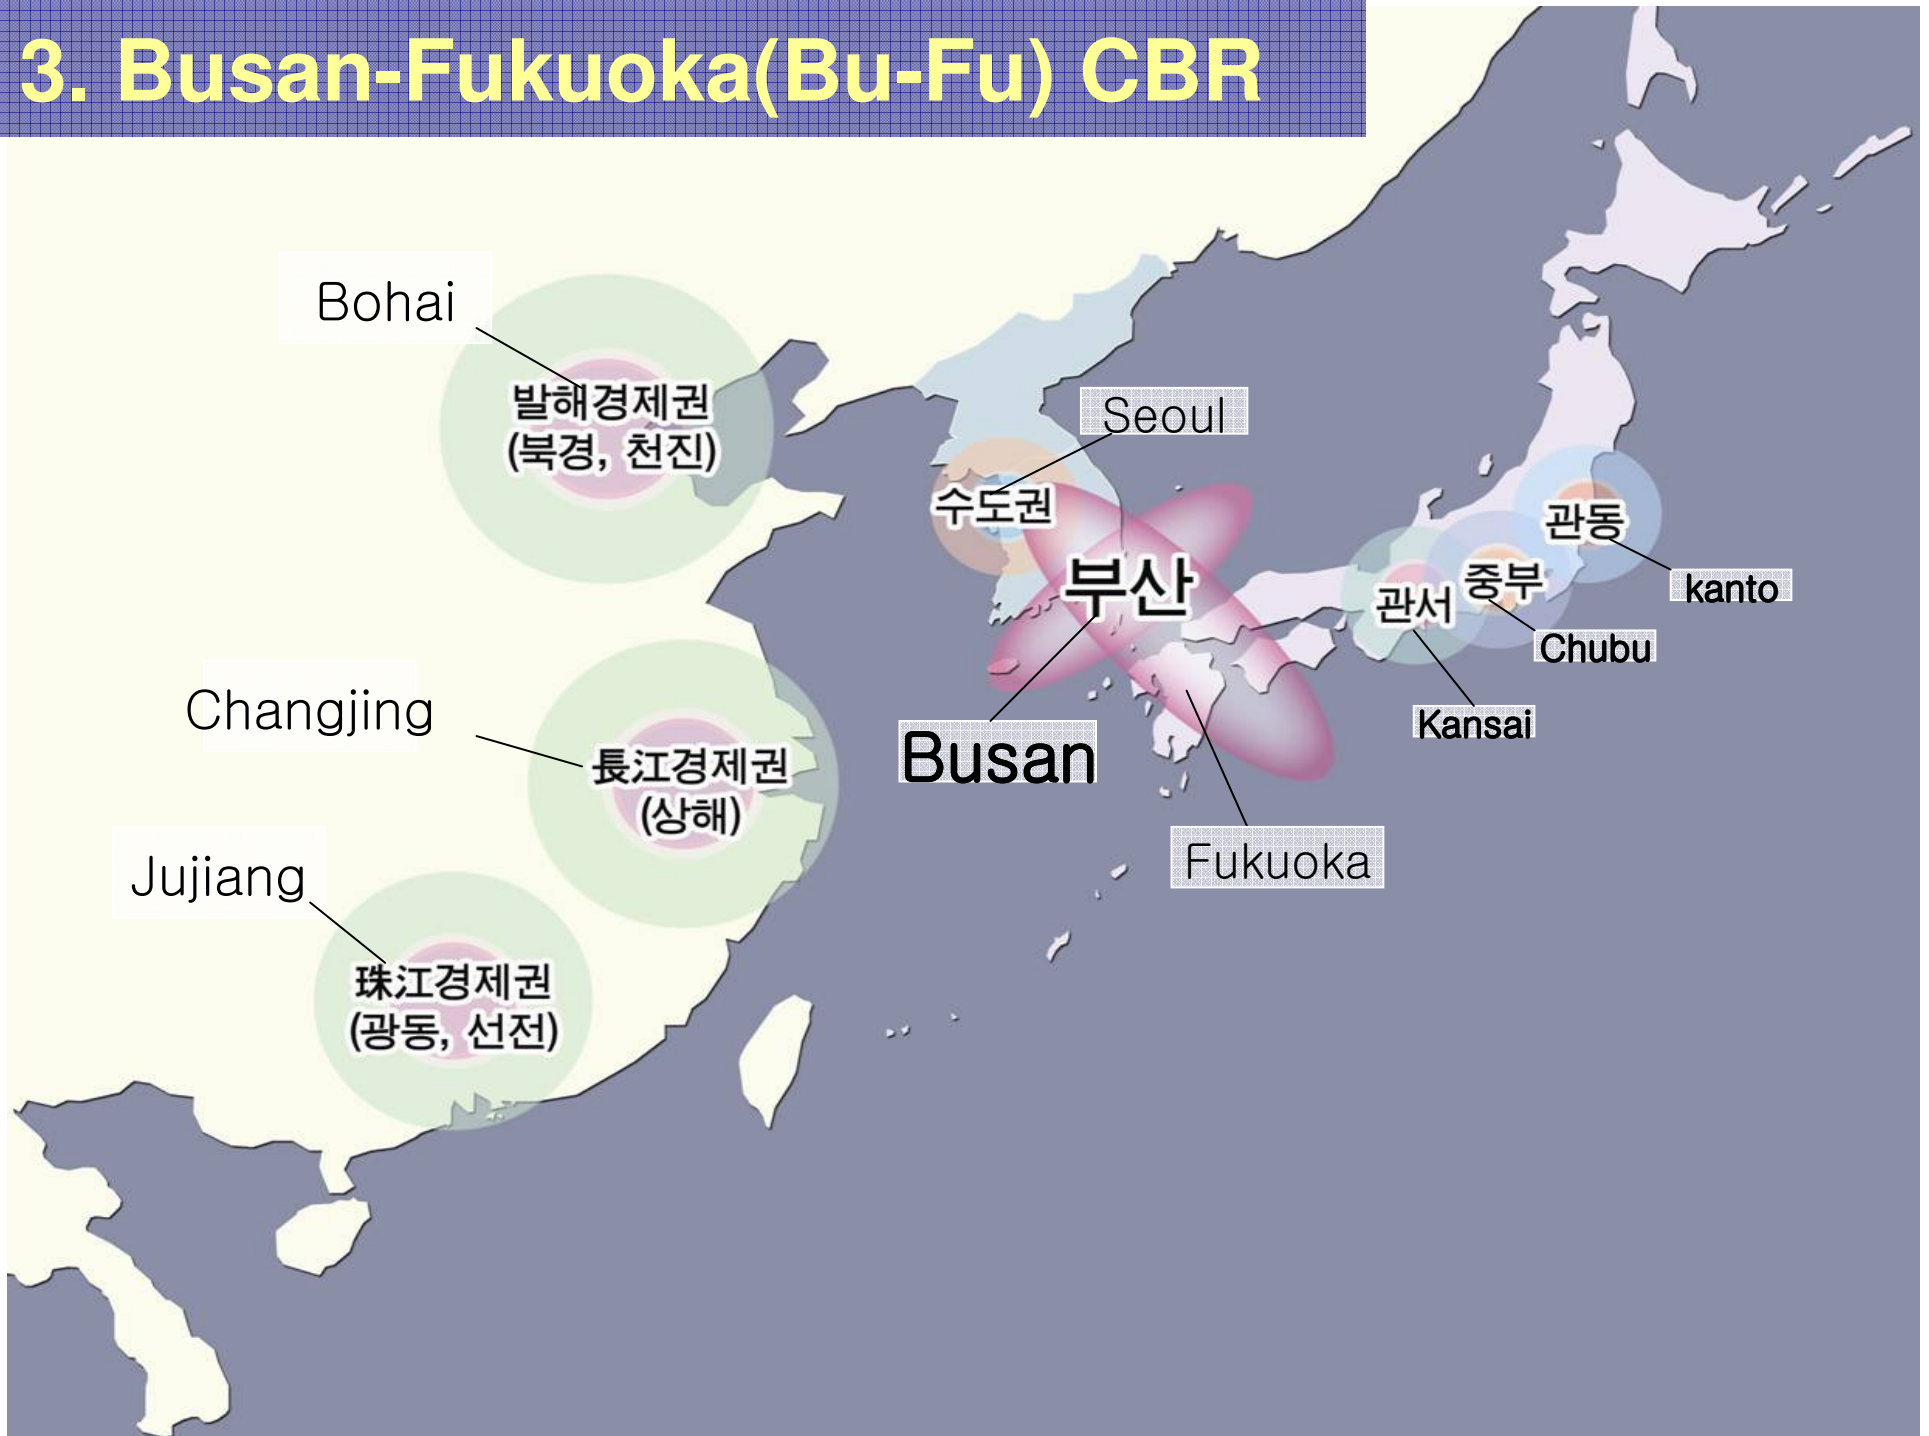 3. Busan-Fukuoka(Bu-Fu) CBR
Bohai
발해경제권
(북경, 천진)
Seoul
수도권
부산
관동
중부
관서
kanto
Chubu
Kansai
Changjing
長江경제권
(상해)
Busan
Fukuoka
Jujiang
珠江경제권
(광동, 선전)